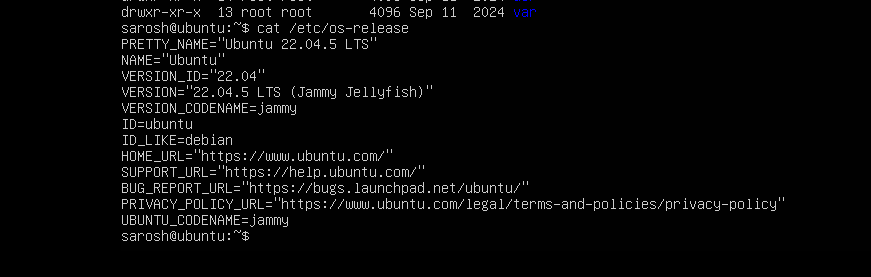 drwxr-xr-x  13 root root       4096 Sep 11  2024 var
sarosh@ubuntu:~$ cat /etc/os-release
PRETTY_NAME="Ubuntu 22.04.5 LTS"
NAME="Ubuntu"
VERSION_ID="22.04"
VERSION="22.04.5 LTS (Jammy Jellyfish)"
VERSION_CODENAME=jammy
ID=ubuntu
ID_LIKE=debian
HOME_URL="https://www.ubuntu.com/"
SUPPORT_URL="https://help.ubuntu.com/"
BUG_REPORT_URL="https://bugs.launchpad.net/ubuntu/"
PRIVACY_POLICY_URL="https://www.ubuntu.com/legal/terms-and-policies/privacy-policy"
UBUNTU_CODENAME=jammy
sarosh@ubuntu:~$